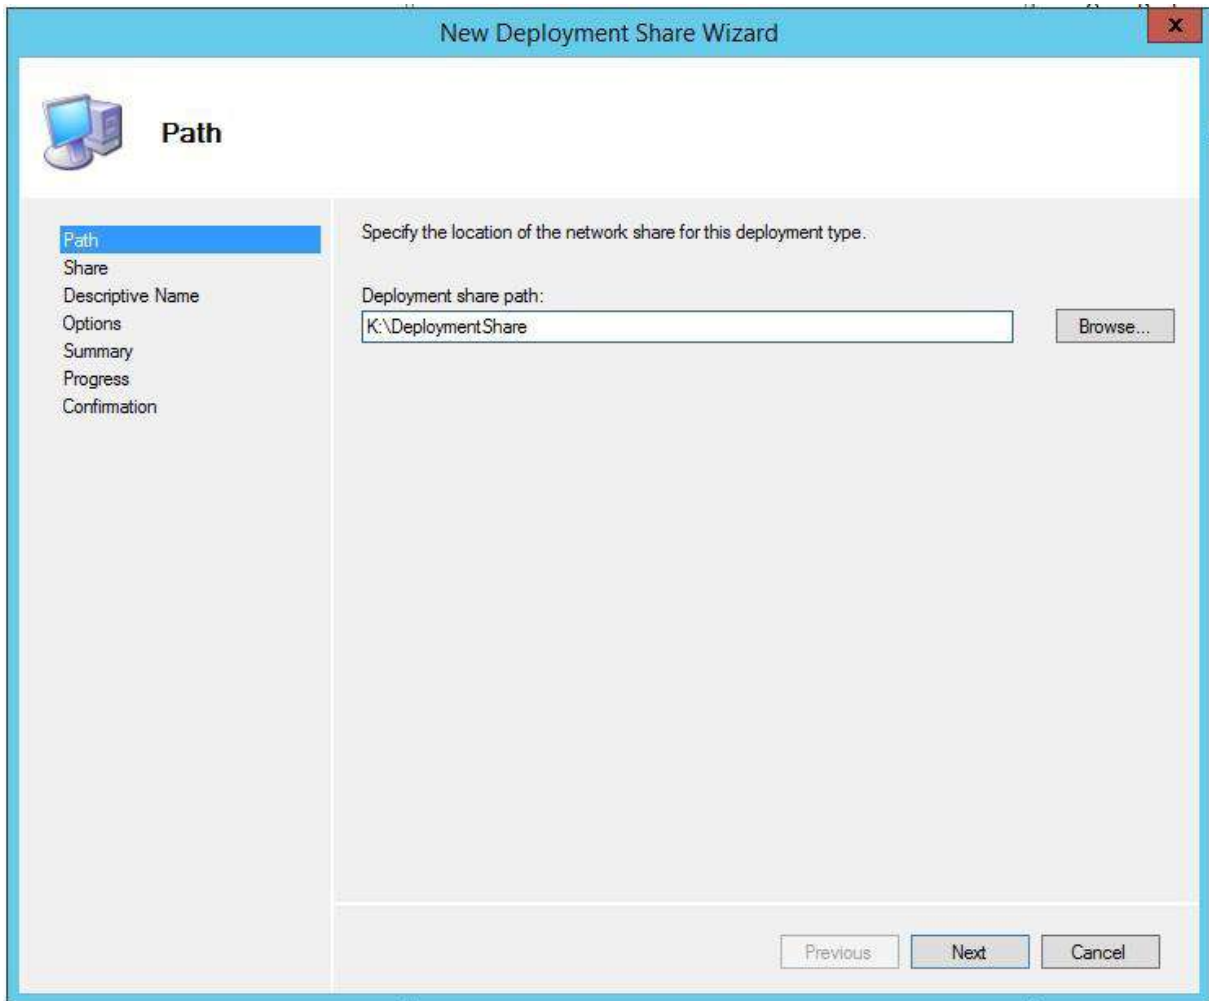 New Deployment Share Wizard
x
Path
Path
Share
Descriptive Name
Options
Summary
Progress
Confirmation
Specify the location of the network share for this deployment type.
Deployment share path:
K:\DeploymentShare
Browse...
Previous
Next
Cancel